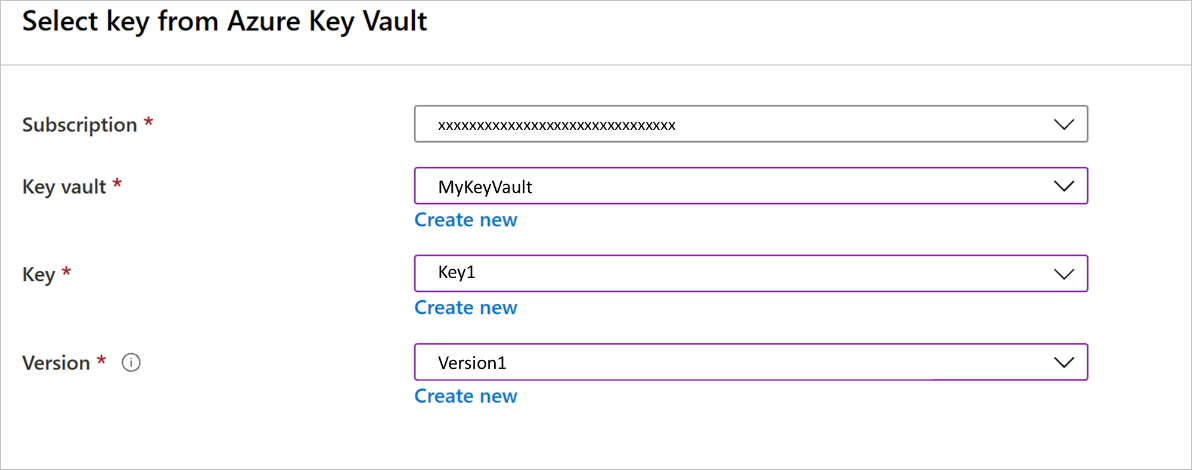 Select key from Azure Key Vault
Subscription * xxxxxxxxxxxxxxxxxxxxxxxxxxxxxxx
Key vault * MyKeyVault
Create new
Key * Key1
Create new
Version * Version1
Create new